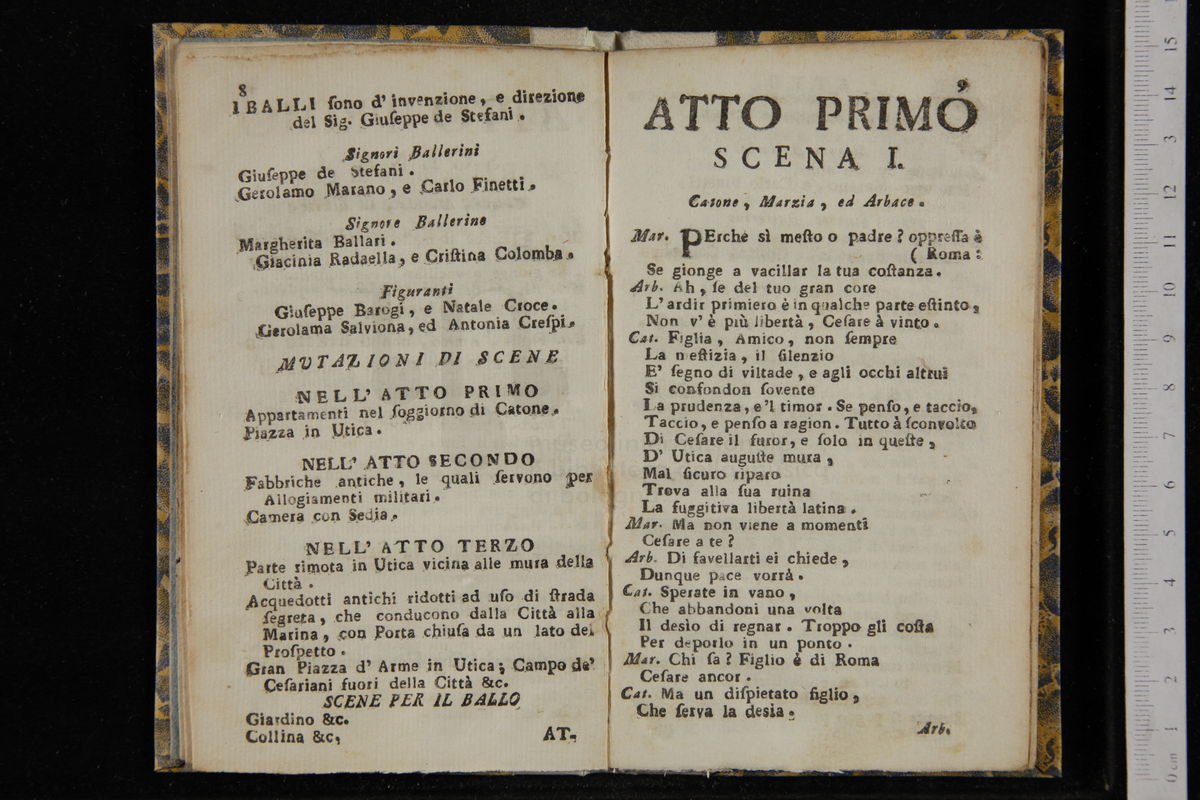 8
I BALLI ſono d' invenzione, e direzione
del Sig. Giuſeppe de Stefani.
Signori Ballerini
Giuſeppe de Stefani.
Gerolamo Marano, e Carlo Finetti.
Signore Ballerine
Margherita Ballari.
Giacinia Radaella, e Criſtina Colomba.
Figuranti
Giuſeppe Barogi, e Natale Croce.
Gerolama Salviona, ed Antonia Creſpi.
MUTAZIONI DI SCENE
NELL' ATTO PRIMO
Appartamenti nel ſoggiorno di Catone.
Piazza in Utica.
NELL' ATTO SECONDO
Fabbriche antiche, le quali ſervono per
Allogiamenti militari.
Camera con Sedia.
NELL' ATTO TERZO
Parte rimota in Utica vicina alle mura della
Città.
Acquedotti antichi ridotti ad uſo di ſtrada
ſegreta, che conducono dalla Città alla
Marina, con Porta chiuſa da un lato del
Proſpetto.
Gran Piazza d' Arme in Utica; Campo de'
Ceſariani fuori della Città &c.
SCENE PER IL BALLO
Giardino &c.
Collina &c,
AT-
9
ATTO PRIMO
SCENA I.
Catone, Marzia, ed Arbace.
Mar. PErchè sì meſto o padre? oppreſſa è
( Roma:
Se gionge a vacillar la tua coſtanza.
Arb. Ah, ſe del tuo gran core
L' ardir primiero è in qualche parte eſtinto,
Non v' è più libertà, Ceſare à vinto.
Cat. Figlia, Amico, non ſempre
La meſtizia, il ſilenzio
E' ſegno di viltade, e agli occhi altrui
Si confondon ſovente
La prudenza, e 'l timor. Se penſo, e taccio,
Taccio, e penſo a ragion. Tutto à ſconvolto
Di Ceſare il furor, e ſolo in queſte,
D' Utica auguſte mura,
Mal ſicuro riparo
Trova alla ſua ruina
La fuggitiva libertà latina.
Mar. Ma non viene a momenti
Ceſare a te?
Arb. Di favellarti ei chiede,
Dunque pace vorrà.
Cat. Sperate in vano,
Che abbandoni una volta
Il desìo di regnar. Troppo gli coſta
Per deporlo in un ponto.
Mar. Chi ſa? Figlio è di Roma
Ceſare ancor.
Cat. Ma un diſpietato figlio,
Che ſerva la desia.
Arb.